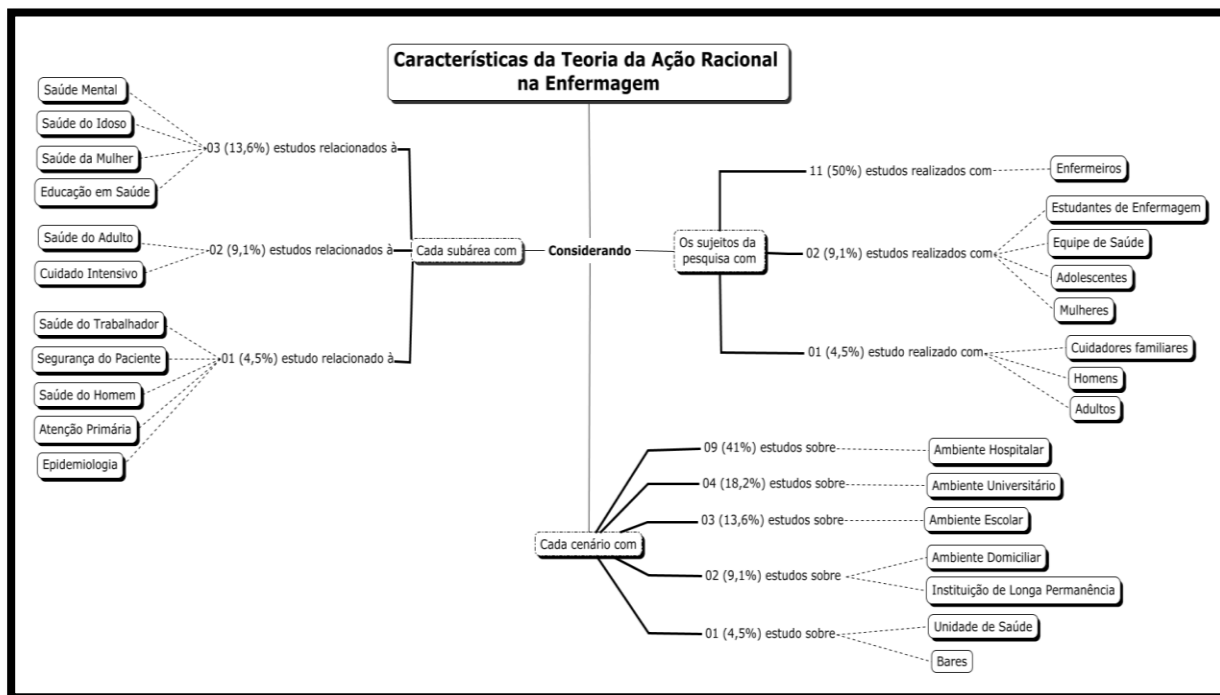 Características da Teoria da Ação Racional
na Enfermagem
Considerando
Cada subárea com
03 (13,6%) estudos relacionados à
Saúde Mental
Saúde do Idoso
Saúde da Mulher
Educação em Saúde
02 (9,1%) estudos relacionados à
Saúde do Adulto
Cuidado Intensivo
01 (4,5%) estudo relacionado à
Saúde do Trabalhador
Segurança do Paciente
Saúde do Homem
Atenção Primária
Epidemiologia
Os sujeitos da
pesquisa com
11 (50%) estudos realizados com
Enfermeiros
02 (9,1%) estudos realizados com
Estudantes de Enfermagem
Equipe de Saúde
Adolescentes
Mulheres
01 (4,5%) estudo realizado com
Cuidadores familiares
Homens
Adultos
Cada cenário com
09 (41%) estudos sobre
Ambiente Hospitalar
04 (18,2%) estudos sobre
Ambiente Universitário
03 (13,6%) estudos sobre
Ambiente Escolar
02 (9,1%) estudos sobre
Ambiente Domiciliar
Instituição de Longa Permanência
01 (4,5%) estudo sobre
Unidade de Saúde
Bares